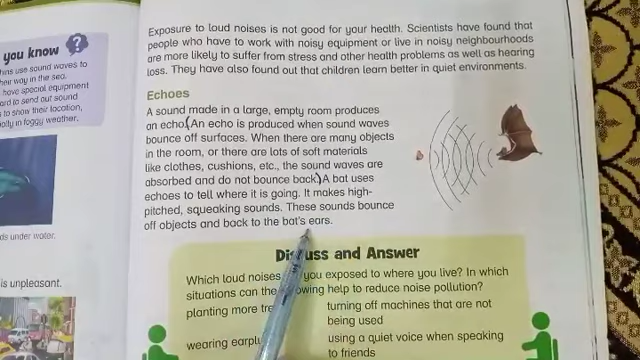 you know
?
hins use sound waves to
heir way in the sea.
have special equipment
ard to send out sound
s to show their location,
ally in foggy weather.
ds under water.
is unpleasant.
Exposure to loud noises is not good for your health. Scientists have found that
people who have to work with noisy equipment or live in noisy neighbourhoods
are more likely to suffer from stress and other health problems as well as hearing
loss. They have also found out that children learn better in quiet environments.
Echoes
A sound made in a large, empty room produces
an echo. An echo is produced when sound waves
bounce off surfaces. When there are many objects
in the room, or there are lots of soft materials
like clothes, cushions, etc., the sound waves are
absorbed and do not bounce back. A bat uses
echoes to tell where it is going. It makes high-
pitched, squeaking sounds. These sounds bounce
off objects and back to the bat's ears.
Discuss and Answer
Which loud noises you exposed to where you live? In which
situations can the help to reduce noise pollution?
planting more
turning off machines that are not
being used
wearing
using a quiet voice when speaking
to friends